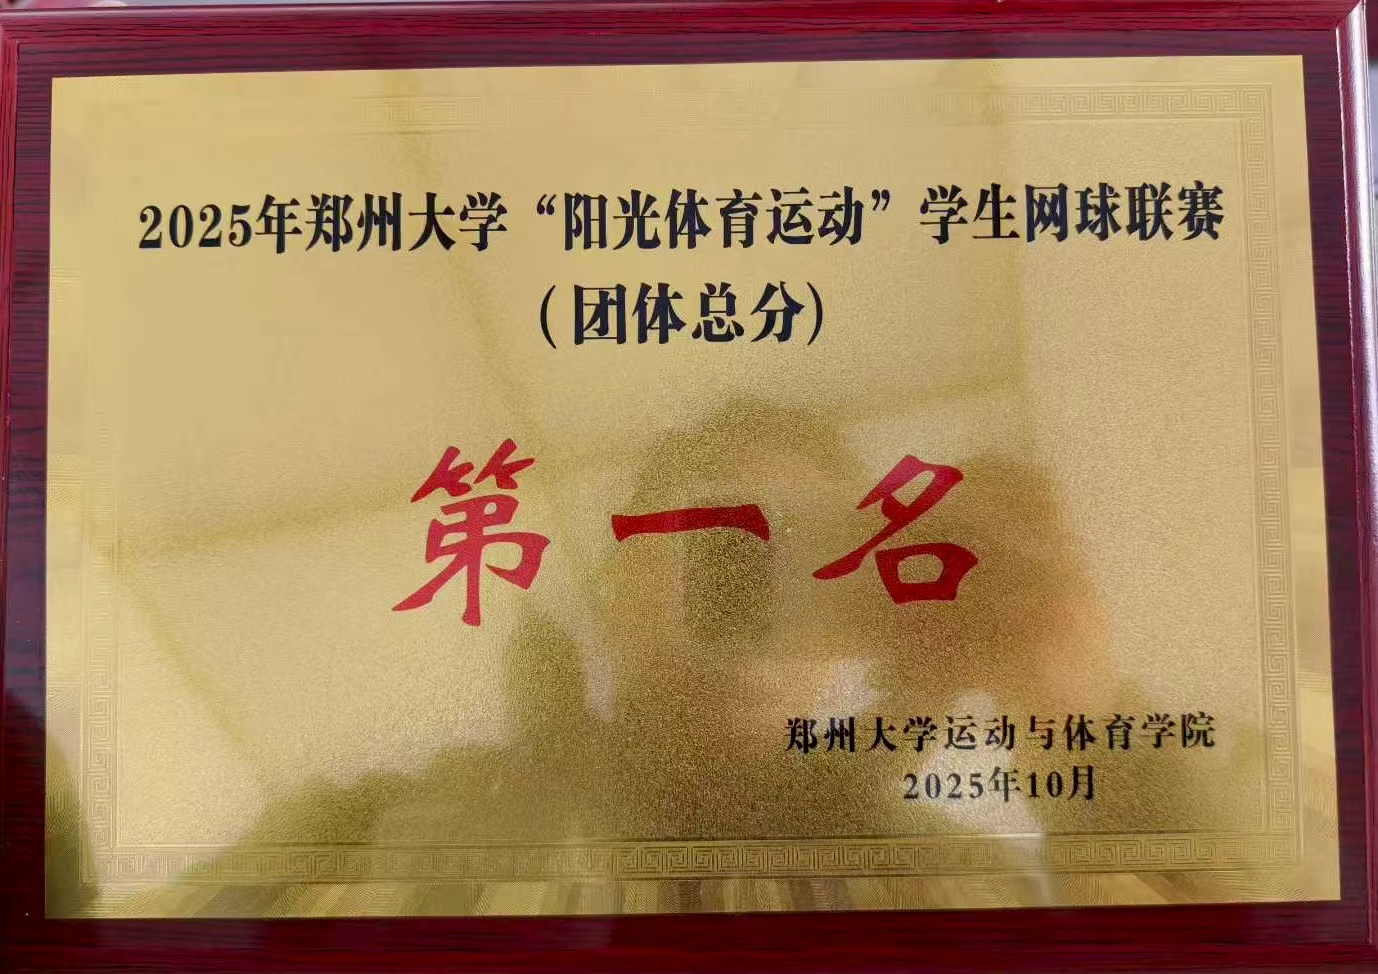 2025年郑州大学“阳光体育运动”学生网球联赛
（团体总分）
第一名
郑州大学运动与体育学院
2025年10月